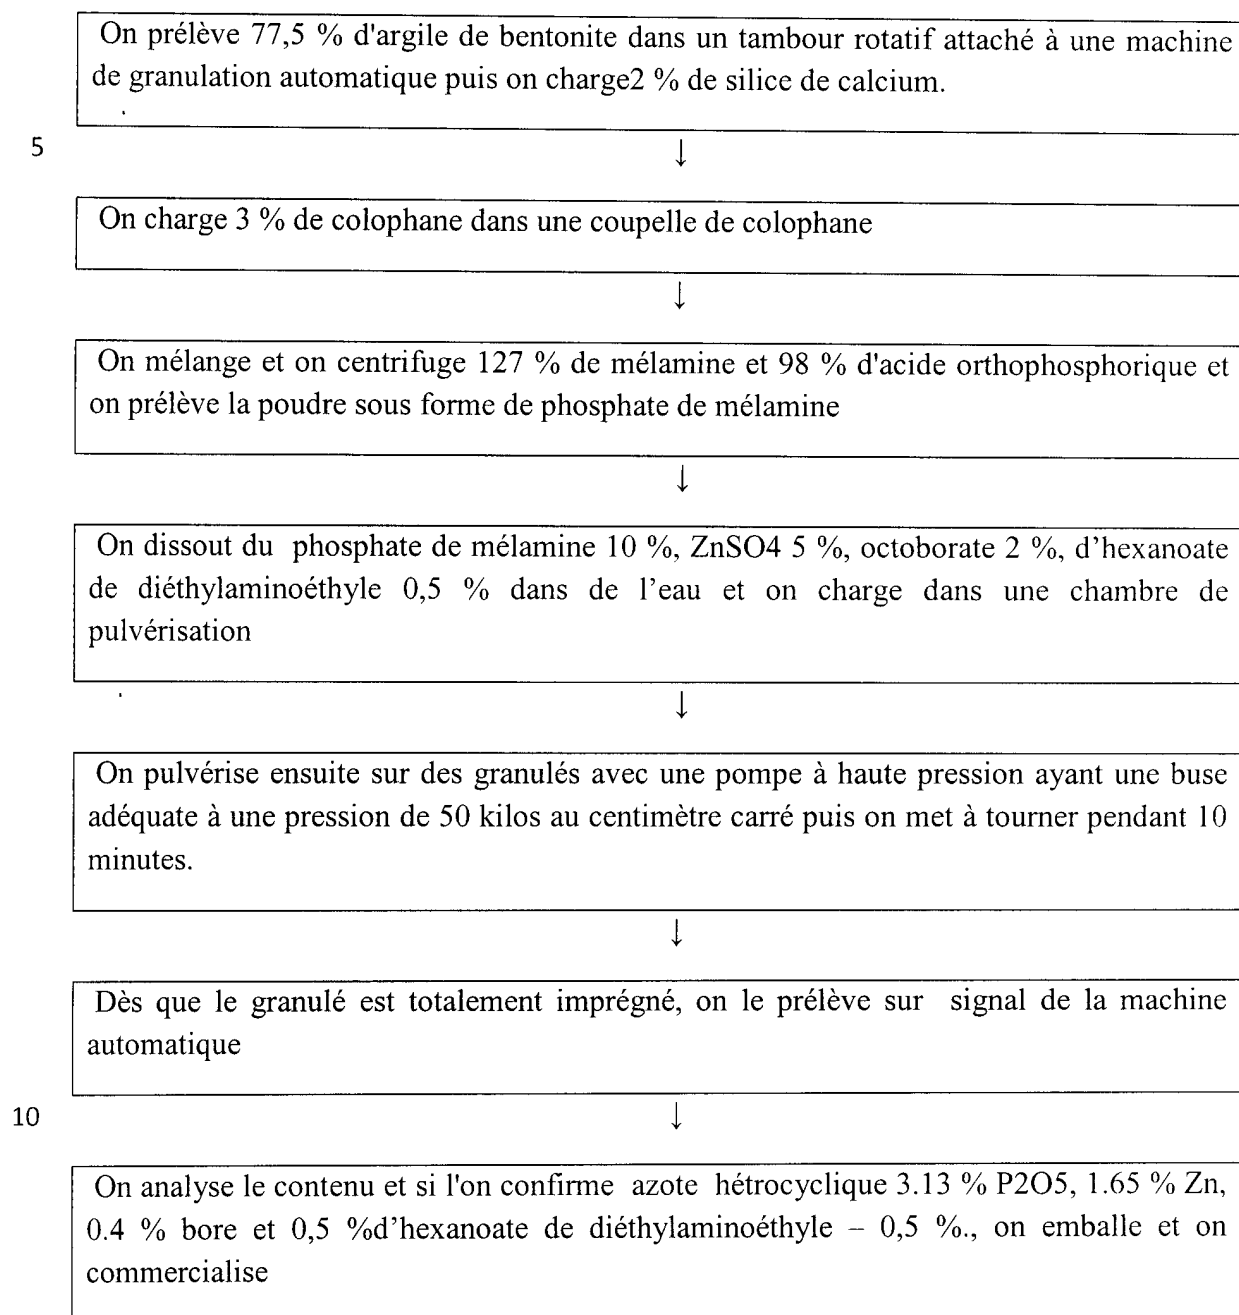 On prélève 77,5 % d'argile de bentonite dans un tambour rotatif attaché à une machine
de granulation automatique puis on charge2 % de silice de calcium.
5
↓
On charge 3 % de colophane dans une coupelle de colophane
↓
On mélange et on centrifuge 127 % de mélamine et 98 % d'acide orthophosphorique et
on prélève la poudre sous forme de phosphate de mélamine
↓
On dissout du phosphate de mélamine 10 %, ZnSO4 5 %, octoborate 2 %, d’hexanoate
de diéthylaminoéthyle 0,5 % dans de l’eau et on charge dans une chambre de
pulvérisation
↓
On pulvérise ensuite sur des granulés avec une pompe à haute pression ayant une buse
adéquate à une pression de 50 kilos au centimètre carré puis on met à tourner pendant 10
minutes.
↓
Dès que le granulé est totalement imprégné, on le prélève sur signal de la machine
automatique
10
↓
On analyse le contenu et si l'on confirme azote hétrocyclique 3.13 % P2O5, 1.65 % Zn,
0.4 % bore et 0,5 %d’hexanoate de diéthylaminoéthyle – 0,5 %., on emballe et on
commercialise